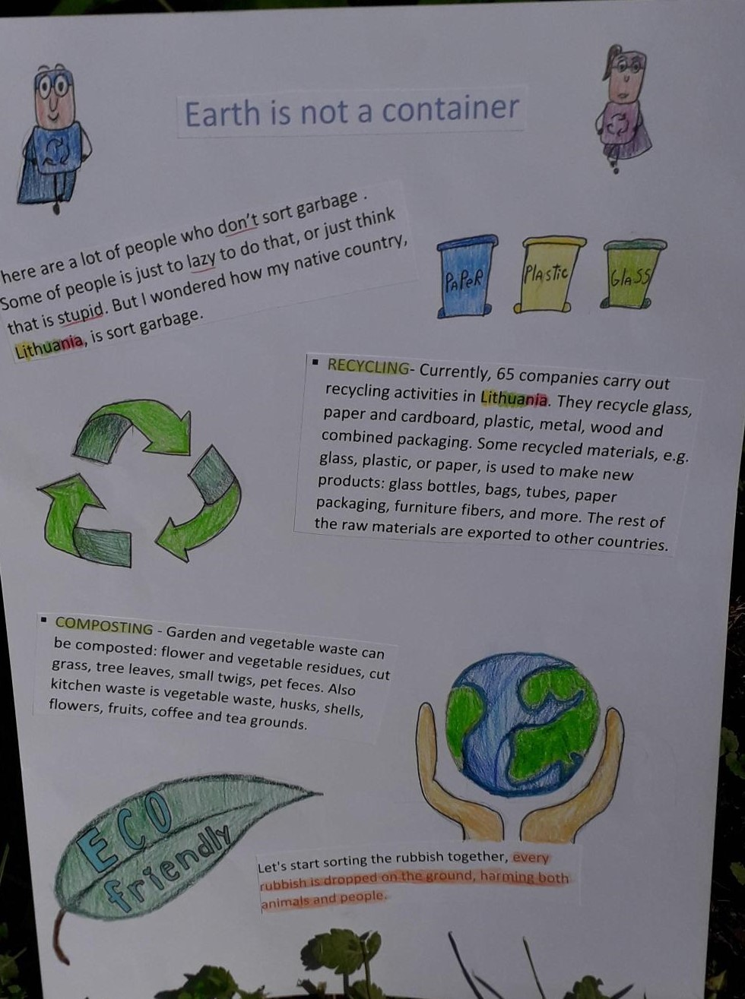 Earth is not a container
here are a lot of people who don't sort garbage .
Some of people is just to lazy to do that, or just think
that is stupid. But I wondered how my native country,
Lithuania, is sort garbage.
PAPeR
PLAStic
GLASS
▪ RECYCLING- Currently, 65 companies carry out
recycling activities in Lithuania. They recycle glass,
paper and cardboard, plastic, metal, wood and
combined packaging. Some recycled materials, e.g.
glass, plastic, or paper, is used to make new
products: glass bottles, bags, tubes, paper
packaging, furniture fibers, and more. The rest of
the raw materials are exported to other countries.
▪ COMPOSTING - Garden and vegetable waste can
be composted: flower and vegetable residues, cut
grass, tree leaves, small twigs, pet feces. Also
kitchen waste is vegetable waste, husks, shells,
flowers, fruits, coffee and tea grounds.
ECO
friendly
Let's start sorting the rubbish together, every
rubbish is dropped on the ground, harming both
animals and people.